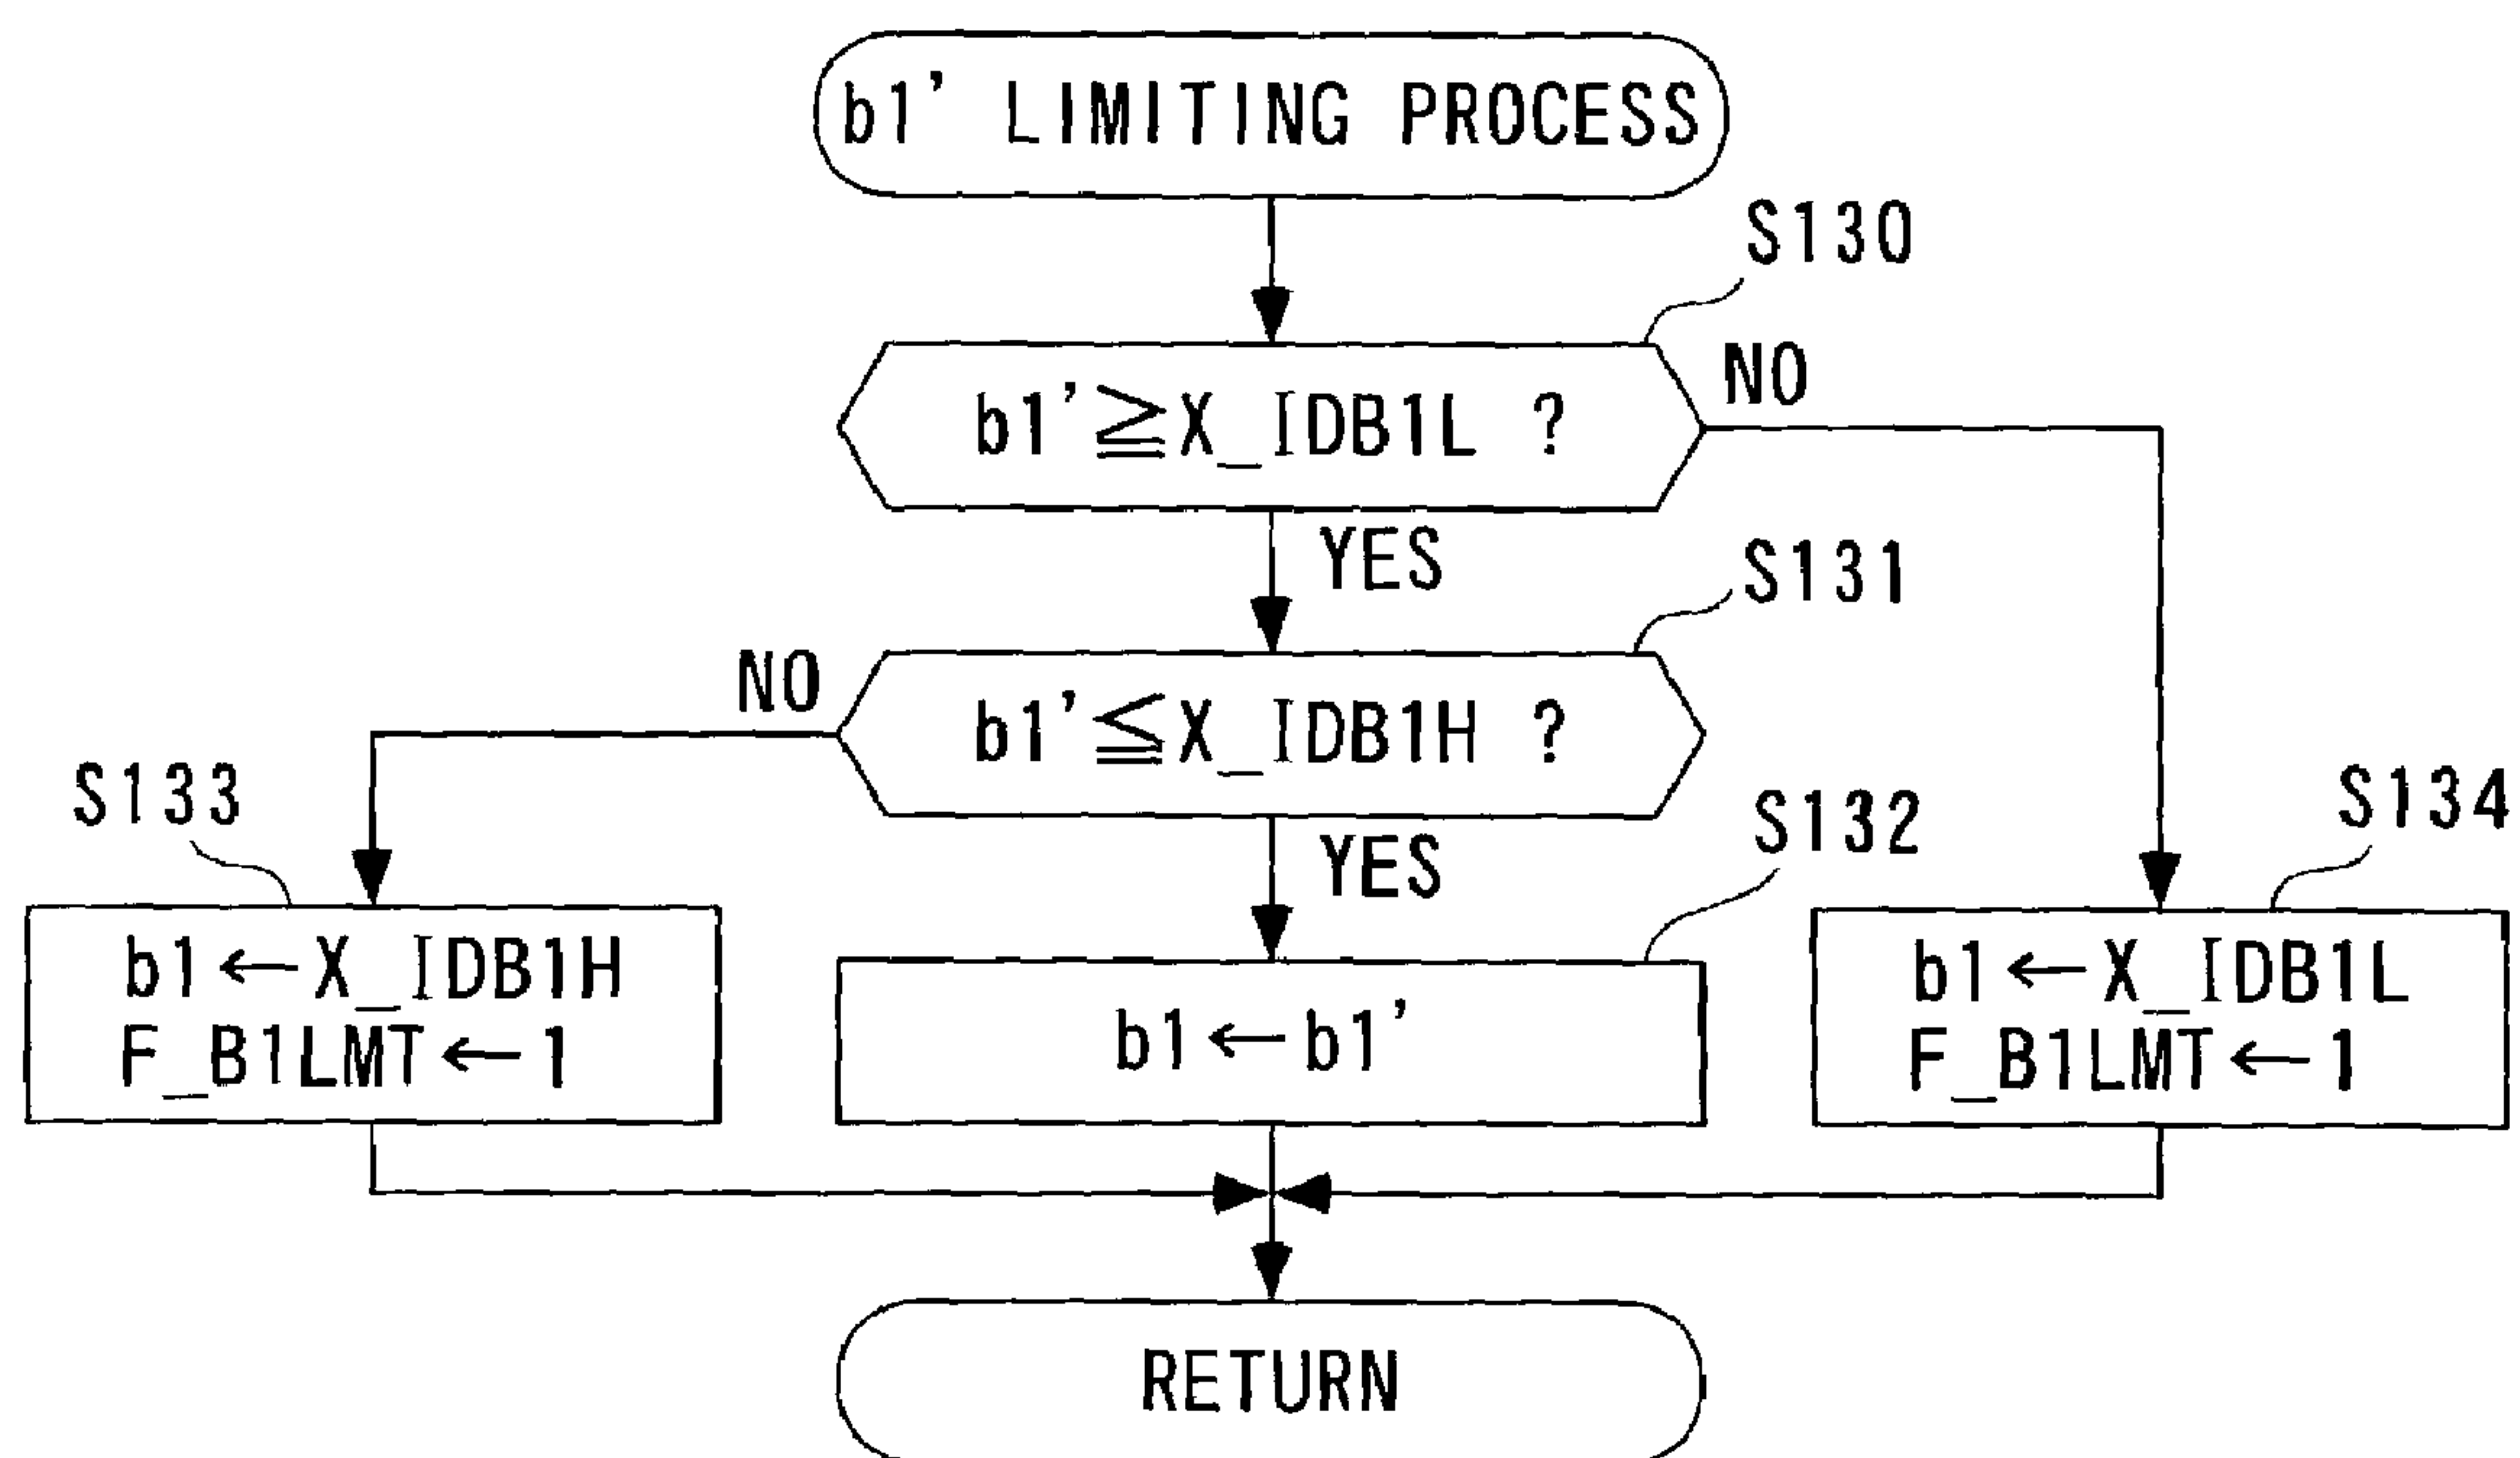 b1' LIMITING PROCESS
S130
b1'≧X_IDB1L ?
NO
YES
S131
NO
b1'≦X_IDB1H ?
S133
YES
S132
S134
b1←X_IDB1H
F_B1LMT←1
b1←b1'
b1←X_IDB1L
F_B1LMT←1
RETURN